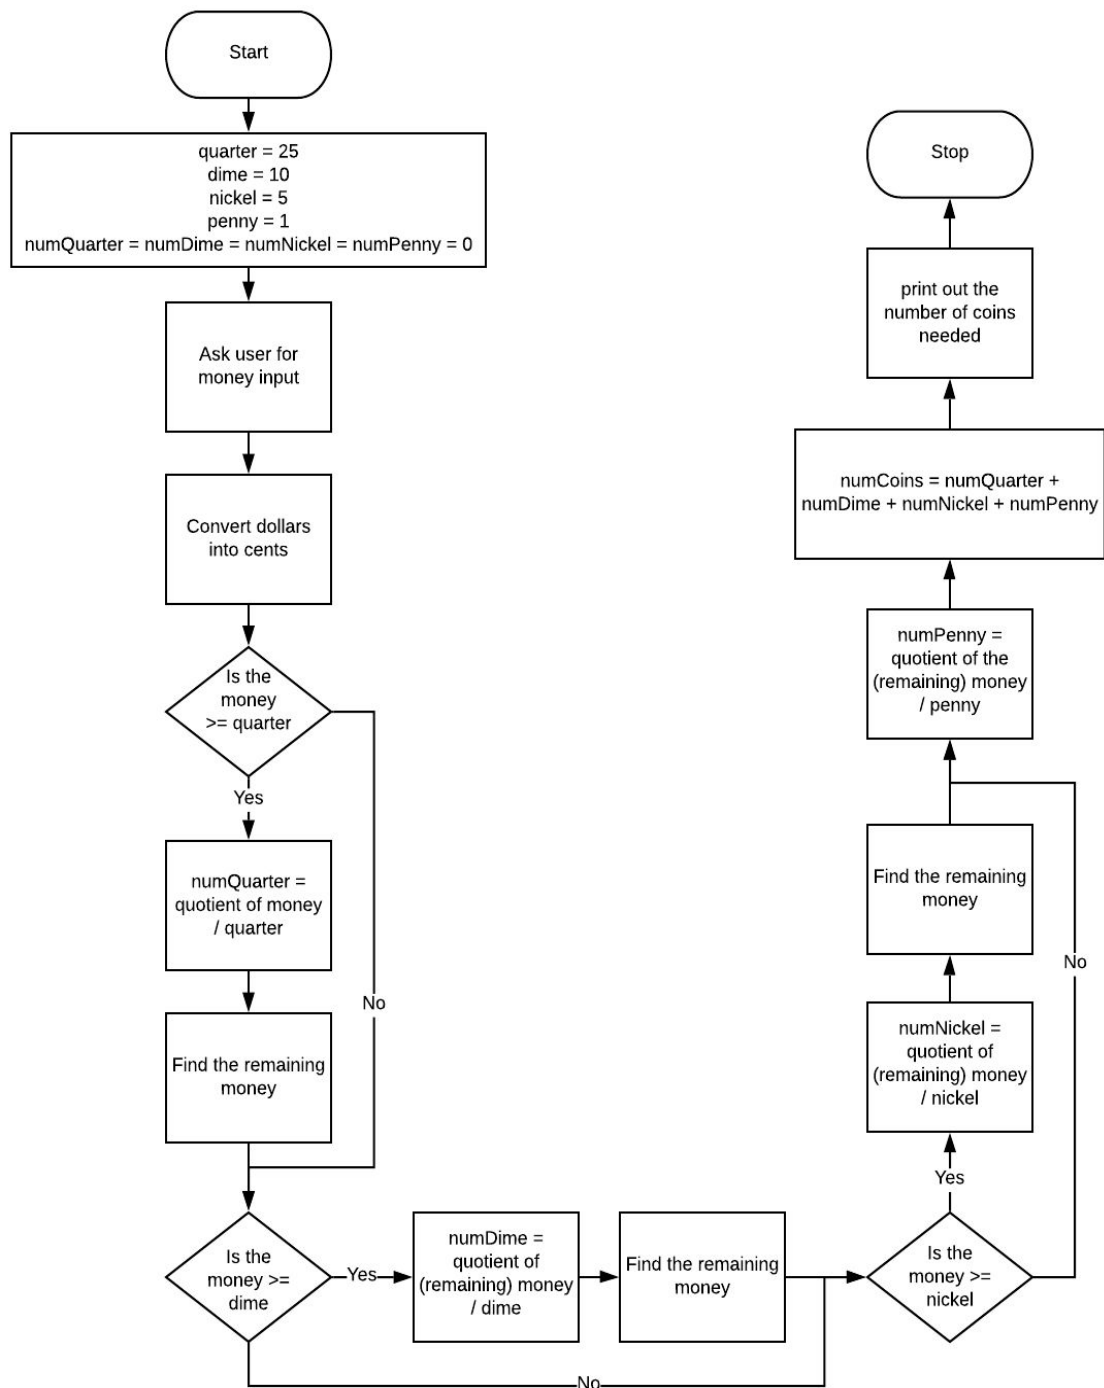 Start
quarter = 25
dime = 10
nickel = 5
penny = 1
numQuarter = numDime = numNickel = numPenny = 0
Ask user for
money input
Convert dollars
into cents
Is the
money
>= quarter
Yes
No
numQuarter =
quotient of money
/ quarter
Find the remaining
money
Is the
money >=
dime
Yes
No
numDime =
quotient of
(remaining) money
/ dime
Find the remaining
money
Is the
money >=
nickel
Yes
No
numNickel =
quotient of
(remaining) money
/ nickel
Find the remaining
money
numPenny =
quotient of the
(remaining) money
/ penny
numCoins = numQuarter +
numDime + numNickel + numPenny
print out the
number of coins
needed
Stop